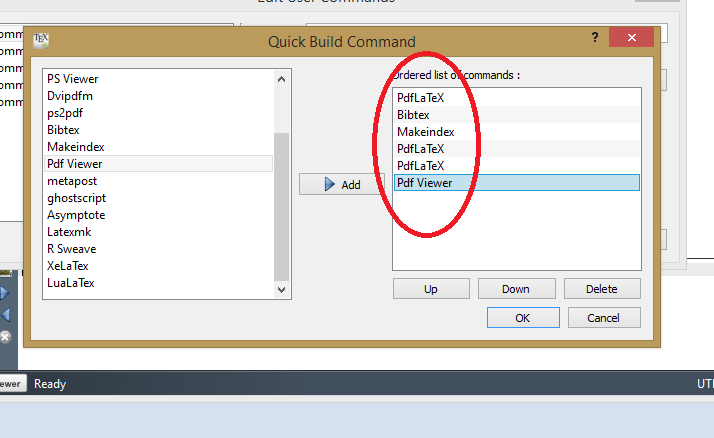 Edit User Commands
omm
omm
omm
omm
omm
TEX
Quick Build Command
?
PS Viewer
Dvipdfm
ps2pdf
Bibtex
Makeindex
Pdf Viewer
metapost
ghostscript
Asymptote
Latexmk
R Sweave
XeLaTex
LuaLaTex
Add
Ordered list of commands :
PdfLaTeX
Bibtex
Makeindex
PdfLaTeX
PdfLaTeX
Pdf Viewer
Up Down Delete
OK Cancel
ewer Ready UTI